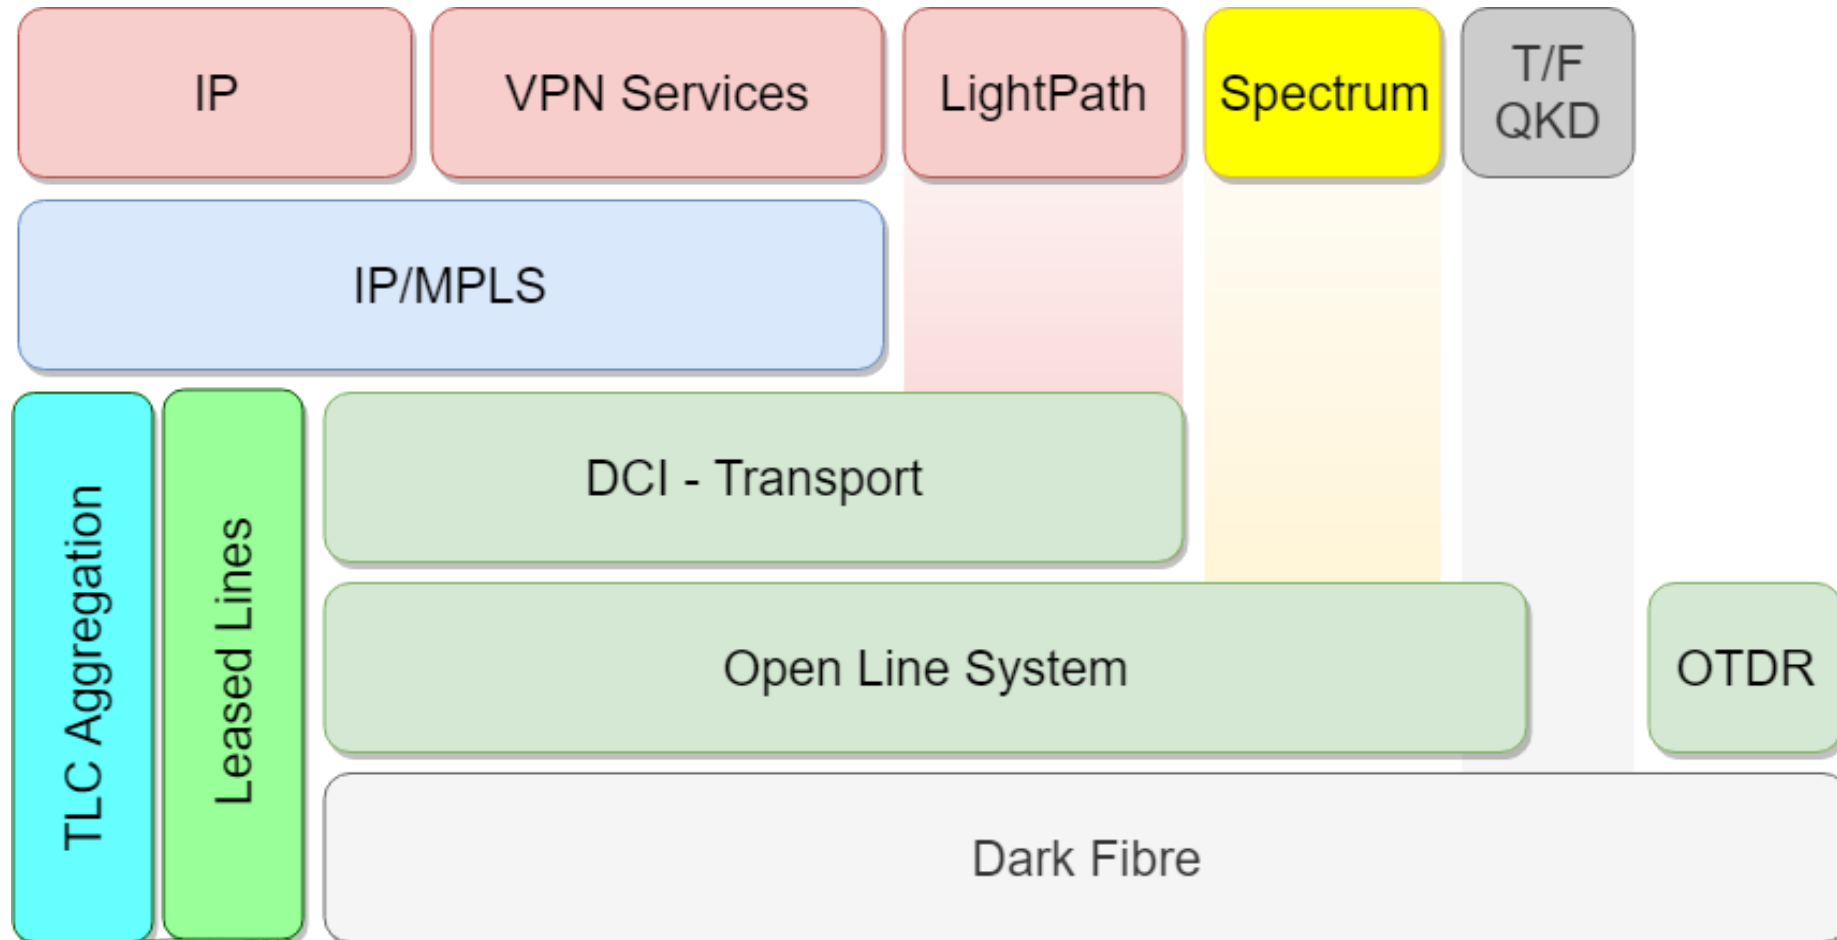 IP
VPN Services
LightPath
Spectrum
T/F
QKD
IP/MPLS
TLC Aggregation
Leased Lines
DCI - Transport
Open Line System
OTDR
Dark Fibre